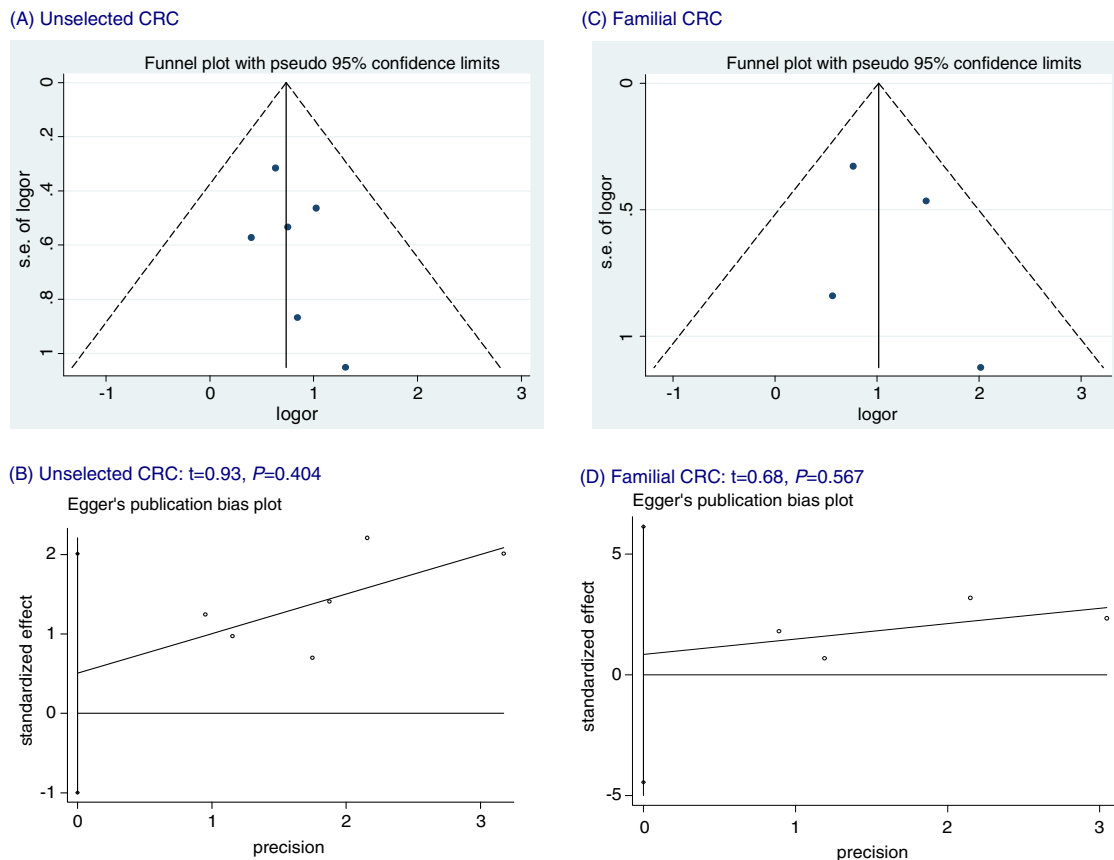 (A) Unselected CRC
Funnel plot with pseudo 95% confidence limits
s.e. of logor
0
.2
.4
.6
.8
1
-1
0
1
2
3
logor
(C) Familial CRC
Funnel plot with pseudo 95% confidence limits
s.e. of logor
0
.5
1
-1
0
1
2
3
logor
(B) Unselected CRC: t=0.93, P=0.404
Egger's publication bias plot
standardized effect
2
1
0
-1
0
1
2
3
precision
(D) Familial CRC: t=0.68, P=0.567
Egger's publication bias plot
standardized effect
5
0
-5
0
1
2
3
precision